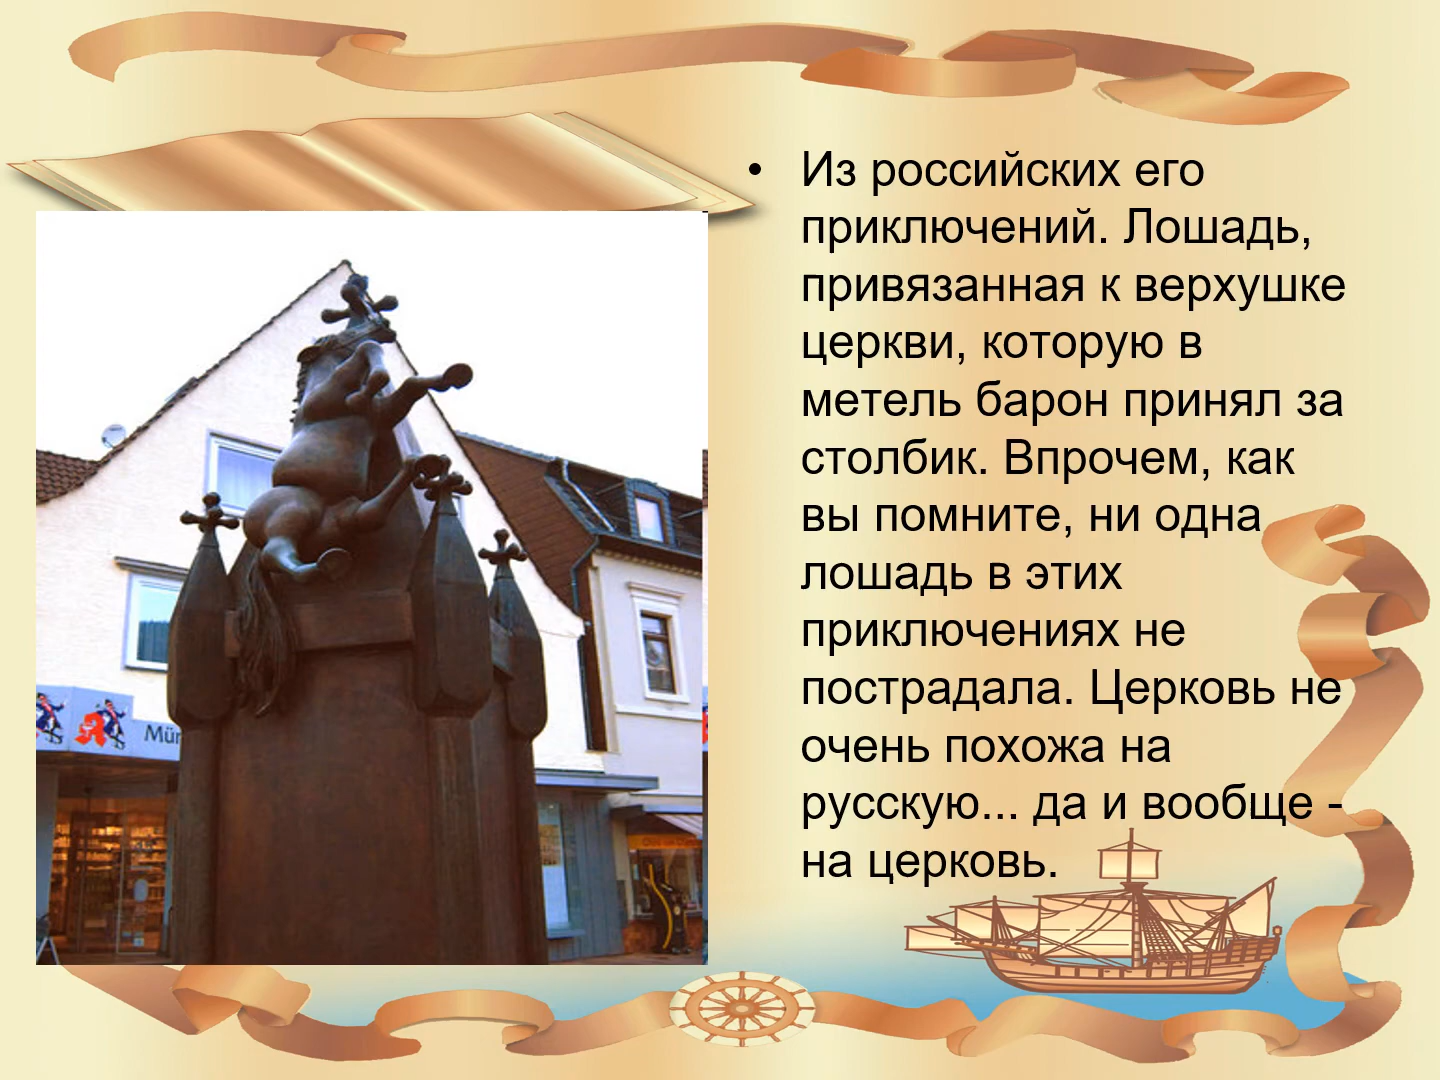 • Из российских его
приключений. Лошадь,
привязанная к верхушке
церкви, которую в
метель барон принял за
столбик. Впрочем, как
вы помните, ни одна
лошадь в этих
приключениях не
пострадала. Церковь не
очень похожа на
русскую... да и вообще -
на церковь.
Mün